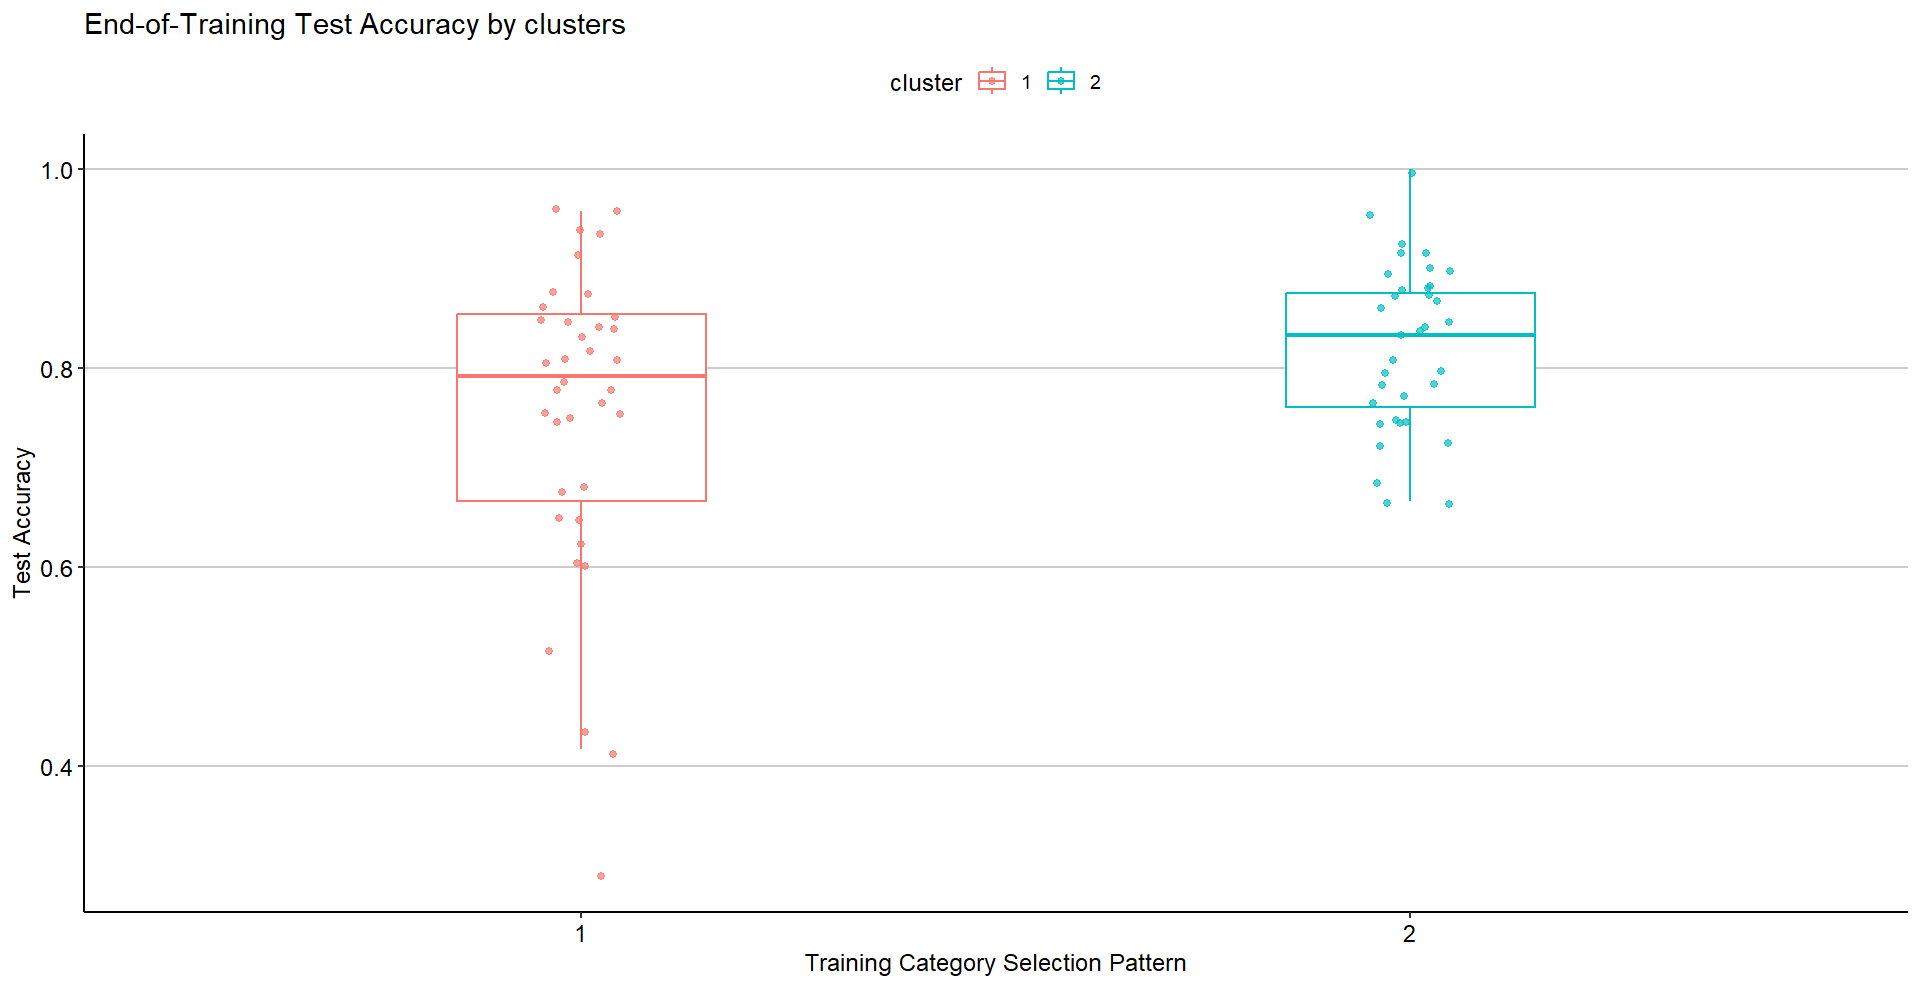 End-of-Training Test Accuracy by clusters
cluster 1 2
1.0
0.8
0.6
0.4
Test Accuracy
1 2
Training Category Selection Pattern